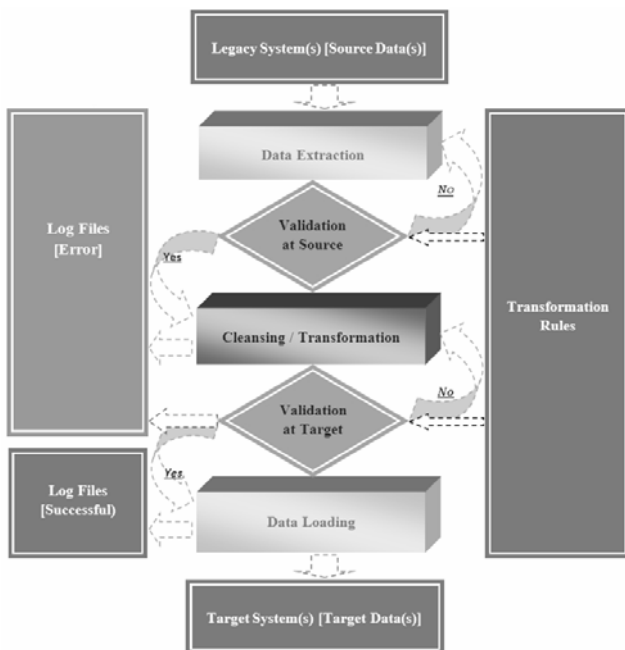 Legacy System(s) [Source Data(s)]
Data Extraction
No
Validation
at Source
Log Files
[Error]
Yes
Transformation
Rules
Cleansing / Transformation
No
Validation
at Target
Yes
Log Files
[Successful)
Data Loading
Target System(s) [Target Data(s)]